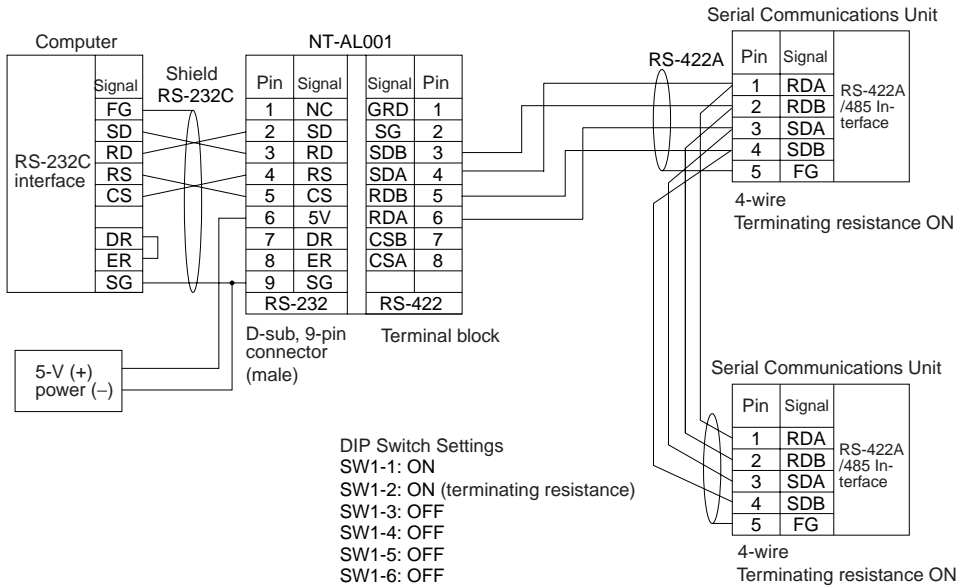 Serial Communications Unit
Computer
NT-AL001
RS-422A
Shield
RS-232C
Signal
FG
SD
RD
RS
CS
DR
ER
SG
RS-232C
interface
Pin Signal Signal Pin
1 NC GRD 1
2 SD SG 2
3 RD SDB 3
4 RS SDA 4
5 CS RDB 5
6 5V RDA 6
7 DR CSB 7
8 ER CSA 8
9 SG
RS-232 RS-422
D-sub, 9-pin
connector
(male)
Terminal block
Pin Signal
1 RDA
2 RDB
3 SDA
4 SDB
5 FG
RS-422A
/485 In-
terface
4-wire
Terminating resistance ON
5-V (+)
power (–)
Serial Communications Unit
Pin Signal
1 RDA
2 RDB
3 SDA
4 SDB
5 FG
RS-422A
/485 In-
terface
4-wire
Terminating resistance ON
DIP Switch Settings
SW1-1: ON
SW1-2: ON (terminating resistance)
SW1-3: OFF
SW1-4: OFF
SW1-5: OFF
SW1-6: OFF